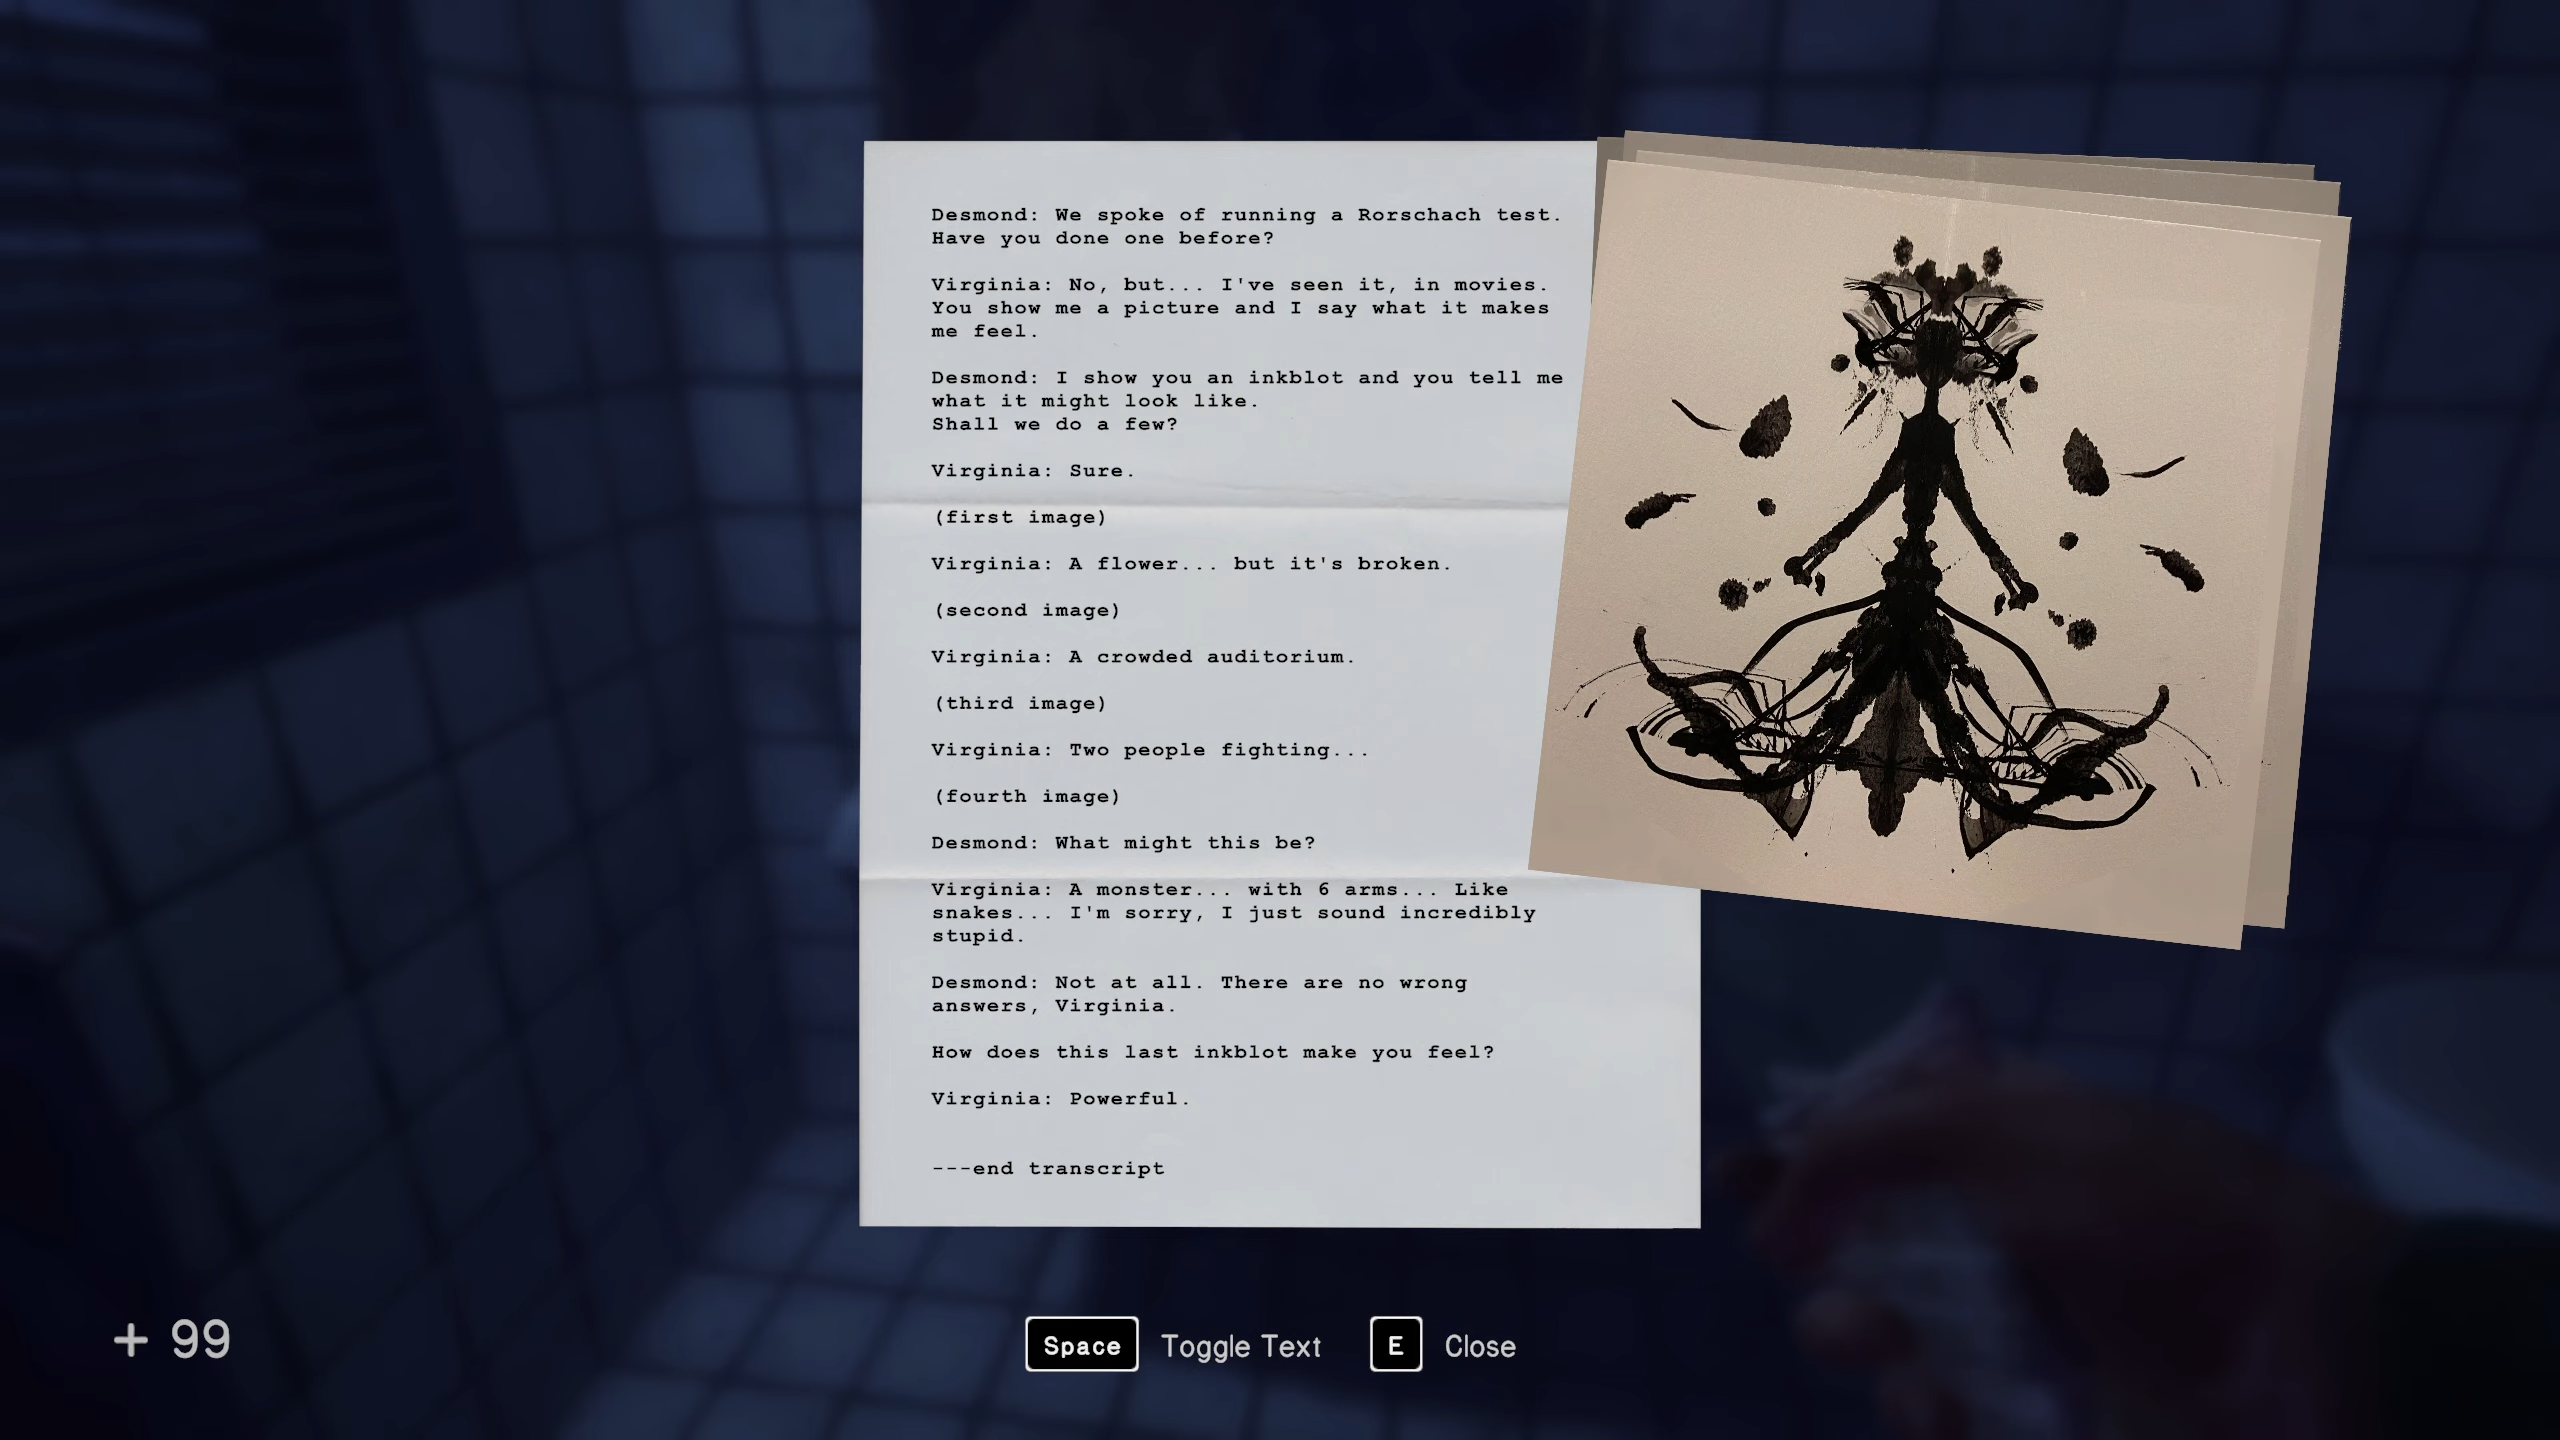 Desmond: We spoke of running a Rorschach test.
Have you done one before?
Virginia: No, but... I've seen it, in movies.
You show me a picture and I say what it makes
me feel.
Desmond: I show you an inkblot and you tell me
what it might look like.
Shall we do a few?
Virginia: Sure.
(first image)
Virginia: A flower... but it's broken.
(second image)
Virginia: A crowded auditorium.
(third image)
Virginia: Two people fighting...
(fourth image)
Desmond: What might this be?
Virginia: A monster... with 6 arms... Like
snakes... I'm sorry, I just sound incredibly
stupid.
Desmond: Not at all. There are no wrong
answers, Virginia.
How does this last inkblot make you feel?
Virginia: Powerful.
---end transcript
+ 99
Space Toggle Text E Close